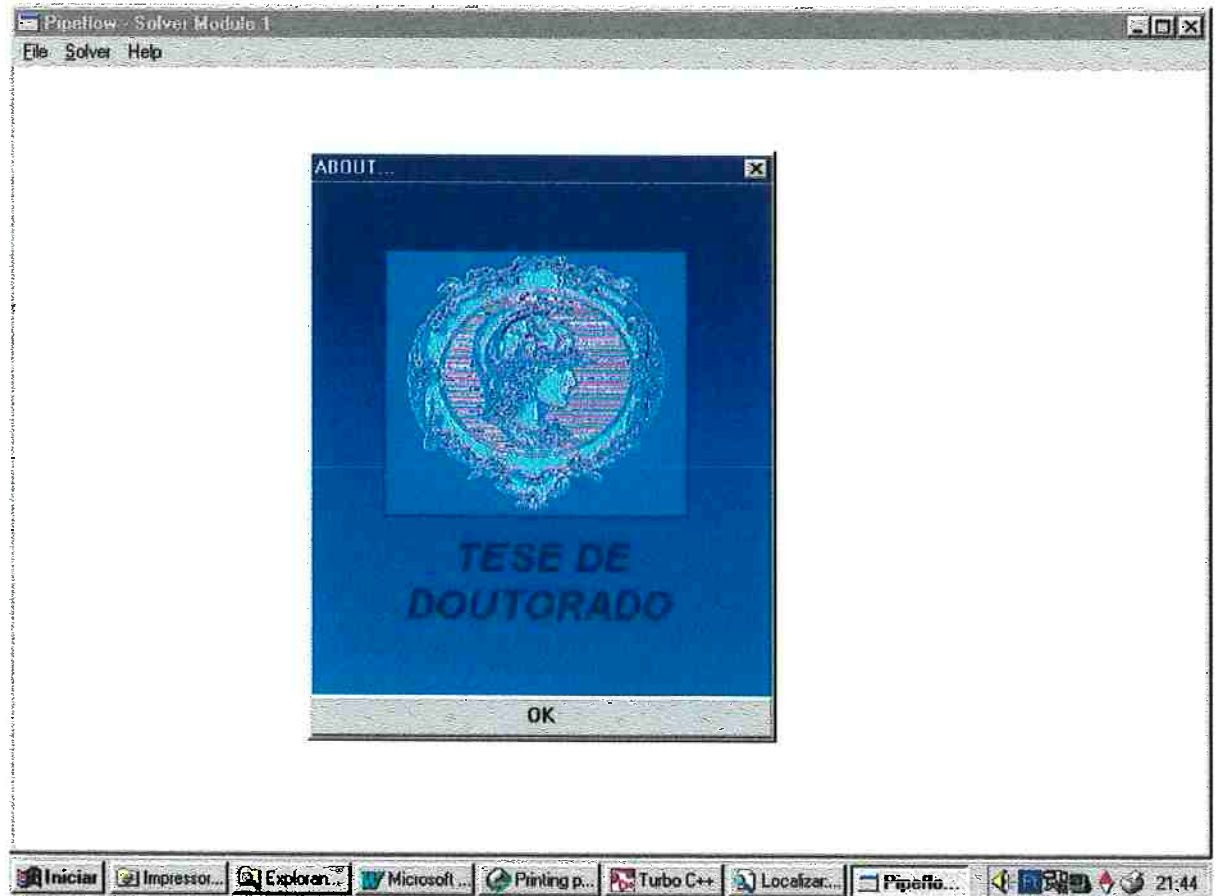 Pipeflow - Solver Module 1
File Solver Help
ABOUT...
TESE DE
DOUTORADO
OK
Iniciar Impressor... Exploran... Microsoft ... Printing p... Turbo C++ Localizar... Pipeflo... 21:44